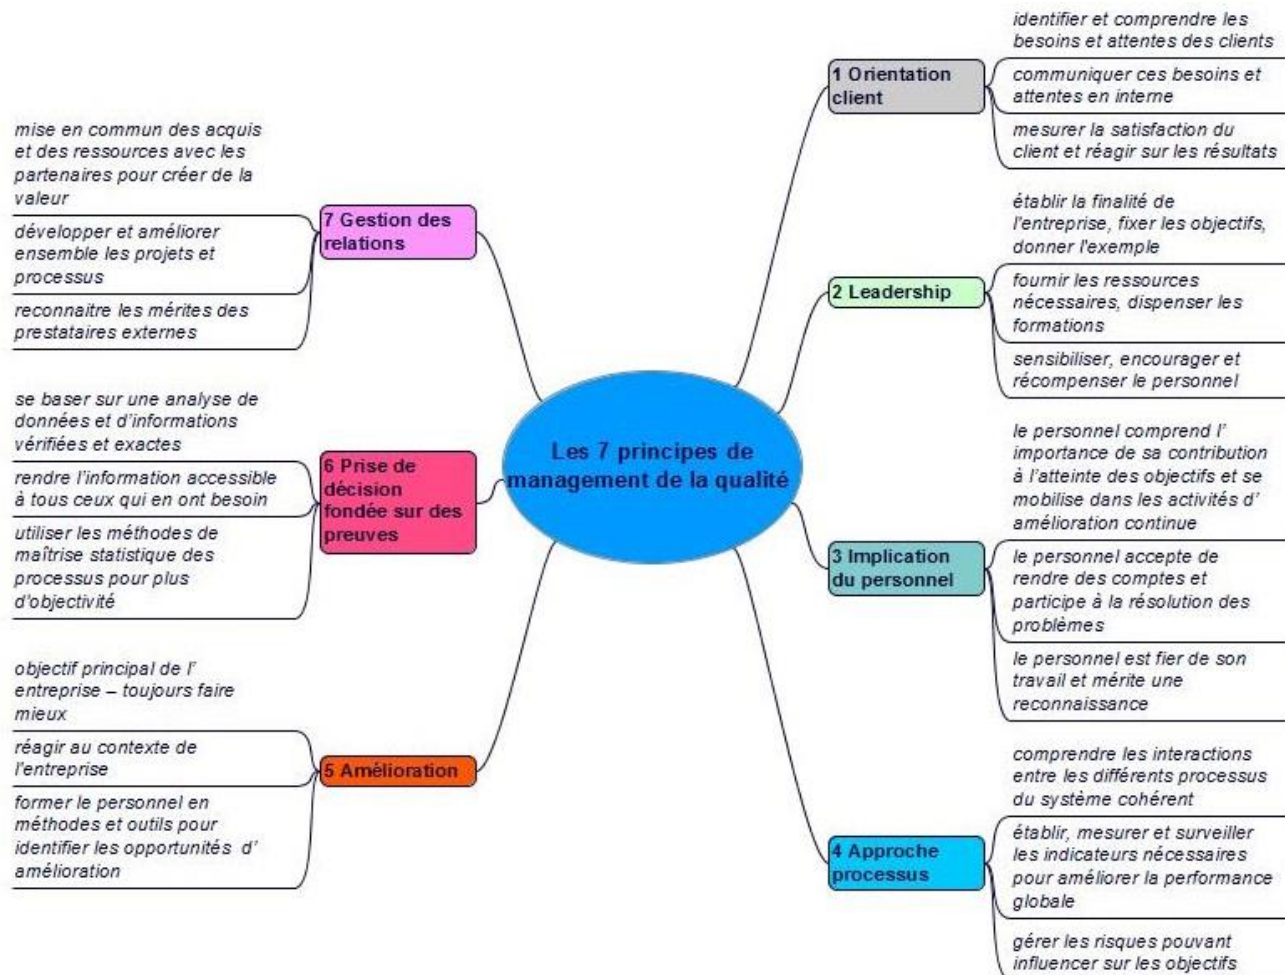 Les 7 principes de
management de la qualité
1 Orientation
client
identifier et comprendre les
besoins et attentes des clients
communiquer ces besoins et
attentes en interne
mesurer la satisfaction du
client et réagir sur les résultats
2 Leadership
établir la finalité de
l'entreprise, fixer les objectifs,
donner l'exemple
fournir les ressources
nécessaires, dispenser les
formations
sensibiliser, encourager et
récompenser le personnel
3 Implication
du personnel
le personnel comprend l'
importance de sa contribution
à l'atteinte des objectifs et se
mobilise dans les activités d'
amélioration continue
le personnel accepte de
rendre des comptes et
participe à la résolution des
problèmes
le personnel est fier de son
travail et mérite une
reconnaissance
4 Approche
processus
comprendre les interactions
entre les différents processus
du système cohérent
établir, mesurer et surveiller
les indicateurs nécessaires
pour améliorer la performance
globale
gérer les risques pouvant
influencer sur les objectifs
5 Amélioration
objectif principal de l'
entreprise – toujours faire
mieux
réagir au contexte de
l'entreprise
former le personnel en
méthodes et outils pour
identifier les opportunités d'
amélioration
6 Prise de
décision
fondée sur des
preuves
se baser sur une analyse de
données et d'informations
vérifiées et exactes
rendre l'information accessible
à tous ceux qui en ont besoin
utiliser les méthodes de
maîtrise statistique des
processus pour plus
d'objectivité
7 Gestion des
relations
mise en commun des acquis
et des ressources avec les
partenaires pour créer de la
valeur
développer et améliorer
ensemble les projets et
processus
reconnaitre les mérites des
prestataires externes